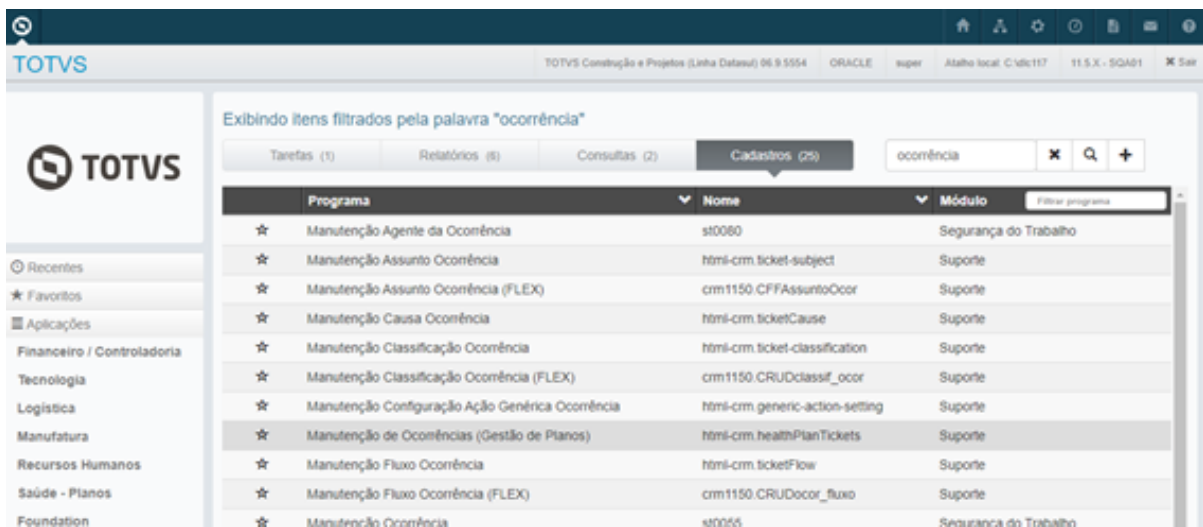 TOTVS
TOTVS Construção e Projetos (Linha Datasul) 06.9.5554 ORACLE super Atalho local: C:\dlc117 11.5.X - SQA01 Sair
TOTVS
Exibindo itens filtrados pela palavra "ocorrência"
Tarefas (1) Relatórios (6) Consultas (2) Cadastros (25) ocorrência
Programa Nome Módulo Filtrar programa
Manutenção Agente da Ocorrência st0080 Segurança do Trabalho
Manutenção Assunto Ocorrência html-crm.ticket-subject Suporte
Manutenção Assunto Ocorrência (FLEX) crm1150.CFFAssuntoOcor Suporte
Manutenção Causa Ocorrência html-crm.ticketCause Suporte
Manutenção Classificação Ocorrência html-crm.ticket-classification Suporte
Manutenção Classificação Ocorrência (FLEX) crm1150.CRUDclassif_ocor Suporte
Manutenção Configuração Ação Genérica Ocorrência html-crm.generic-action-setting Suporte
Manutenção de Ocorrências (Gestão de Planos) html-crm.healthPlanTickets Suporte
Manutenção Fluxo Ocorrência html-crm.ticketFlow Suporte
Manutenção Fluxo Ocorrência (FLEX) crm1150.CRUDocor_fluxo Suporte
Manutenção Ocorrência st0055 Segurança do Trabalho
Recentes
Favoritos
Aplicações
Financeiro / Controladoria
Tecnologia
Logística
Manufatura
Recursos Humanos
Saúde - Planos
Foundation